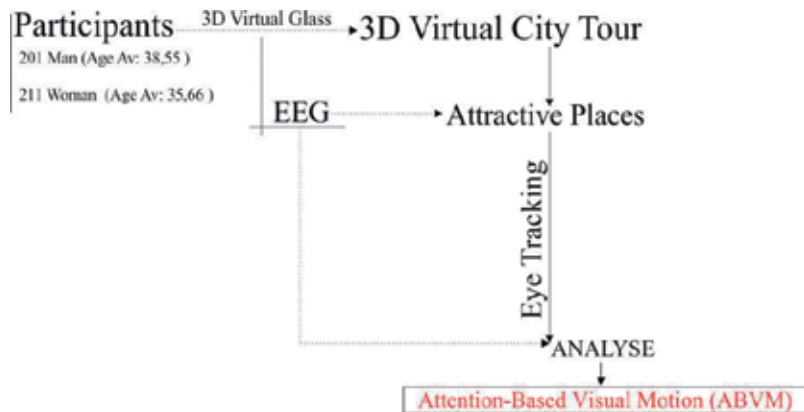 Participants
3D Virtual Glass
3D Virtual City Tour
201 Man (Age Av: 38,55 )
211 Woman (Age Av: 35,66 )
EEG
Attractive Places
Eye Tracking
ANALYSE
Attention-Based Visual Motion (ABVM)